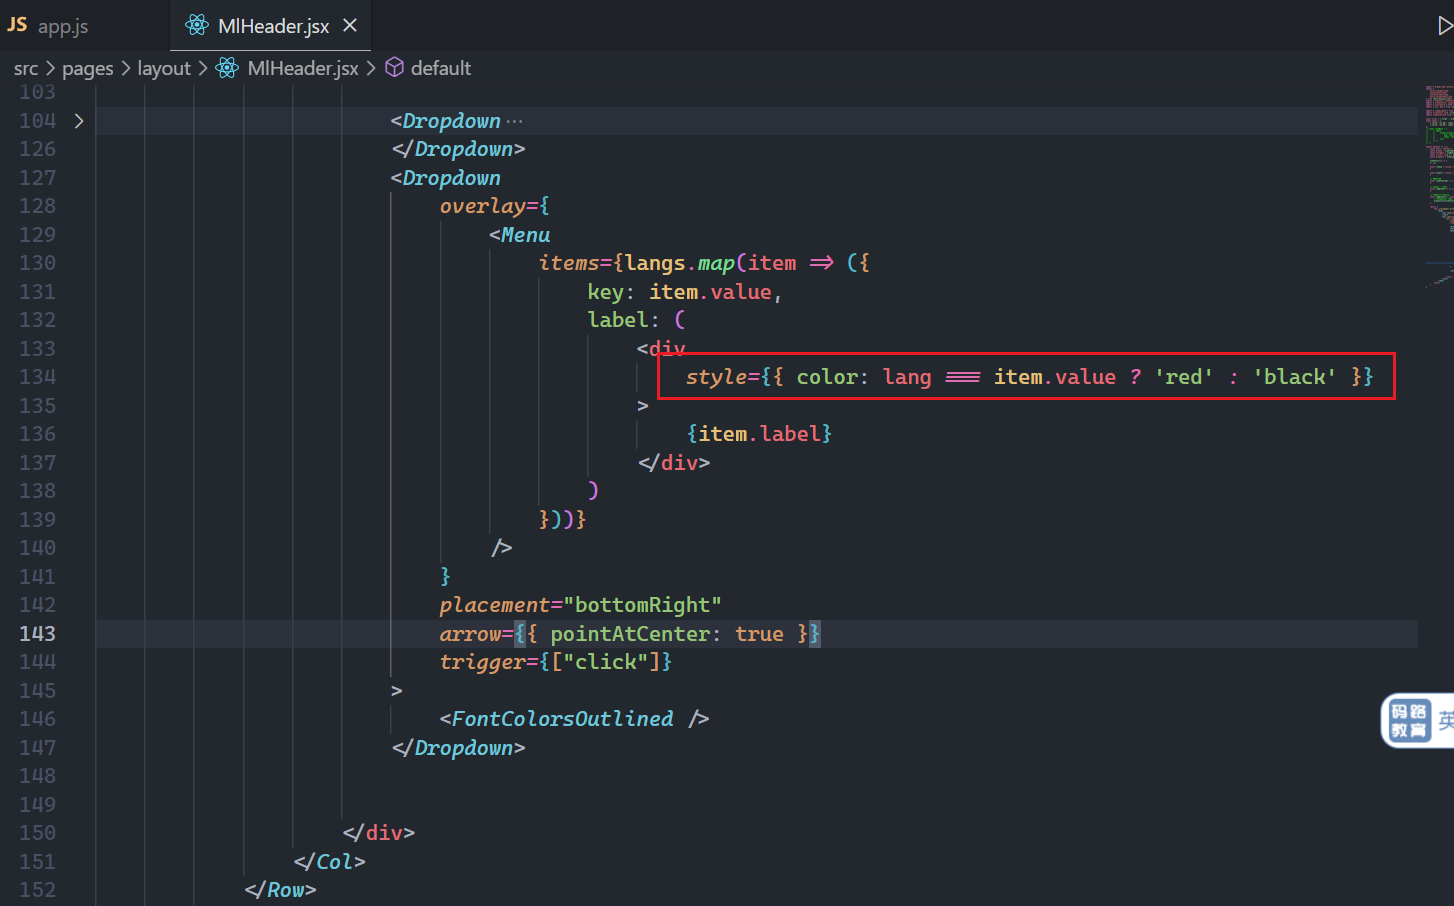 JS app.js MlHeader.jsx
src > pages > layout > MlHeader.jsx > default
103
104 > <Dropdown ···
126 </Dropdown>
127 <Dropdown
128 overlay={
129 <Menu
130 items={langs.map(item => ({
131 key: item.value,
132 label: (
133 <div
134 style={{ color: lang === item.value ? 'red' : 'black' }}
135 >
136 {item.label}
137 </div>
138 )
139 }))}
140 />
141 }
142 placement="bottomRight"
143 arrow={{ pointAtCenter: true }}
144 trigger={["click"]}
145 >
146 <FontColorsOutlined />
147 </Dropdown>
148
149
150 </div>
151 </Col>
152 </Row>
码路
教育
英